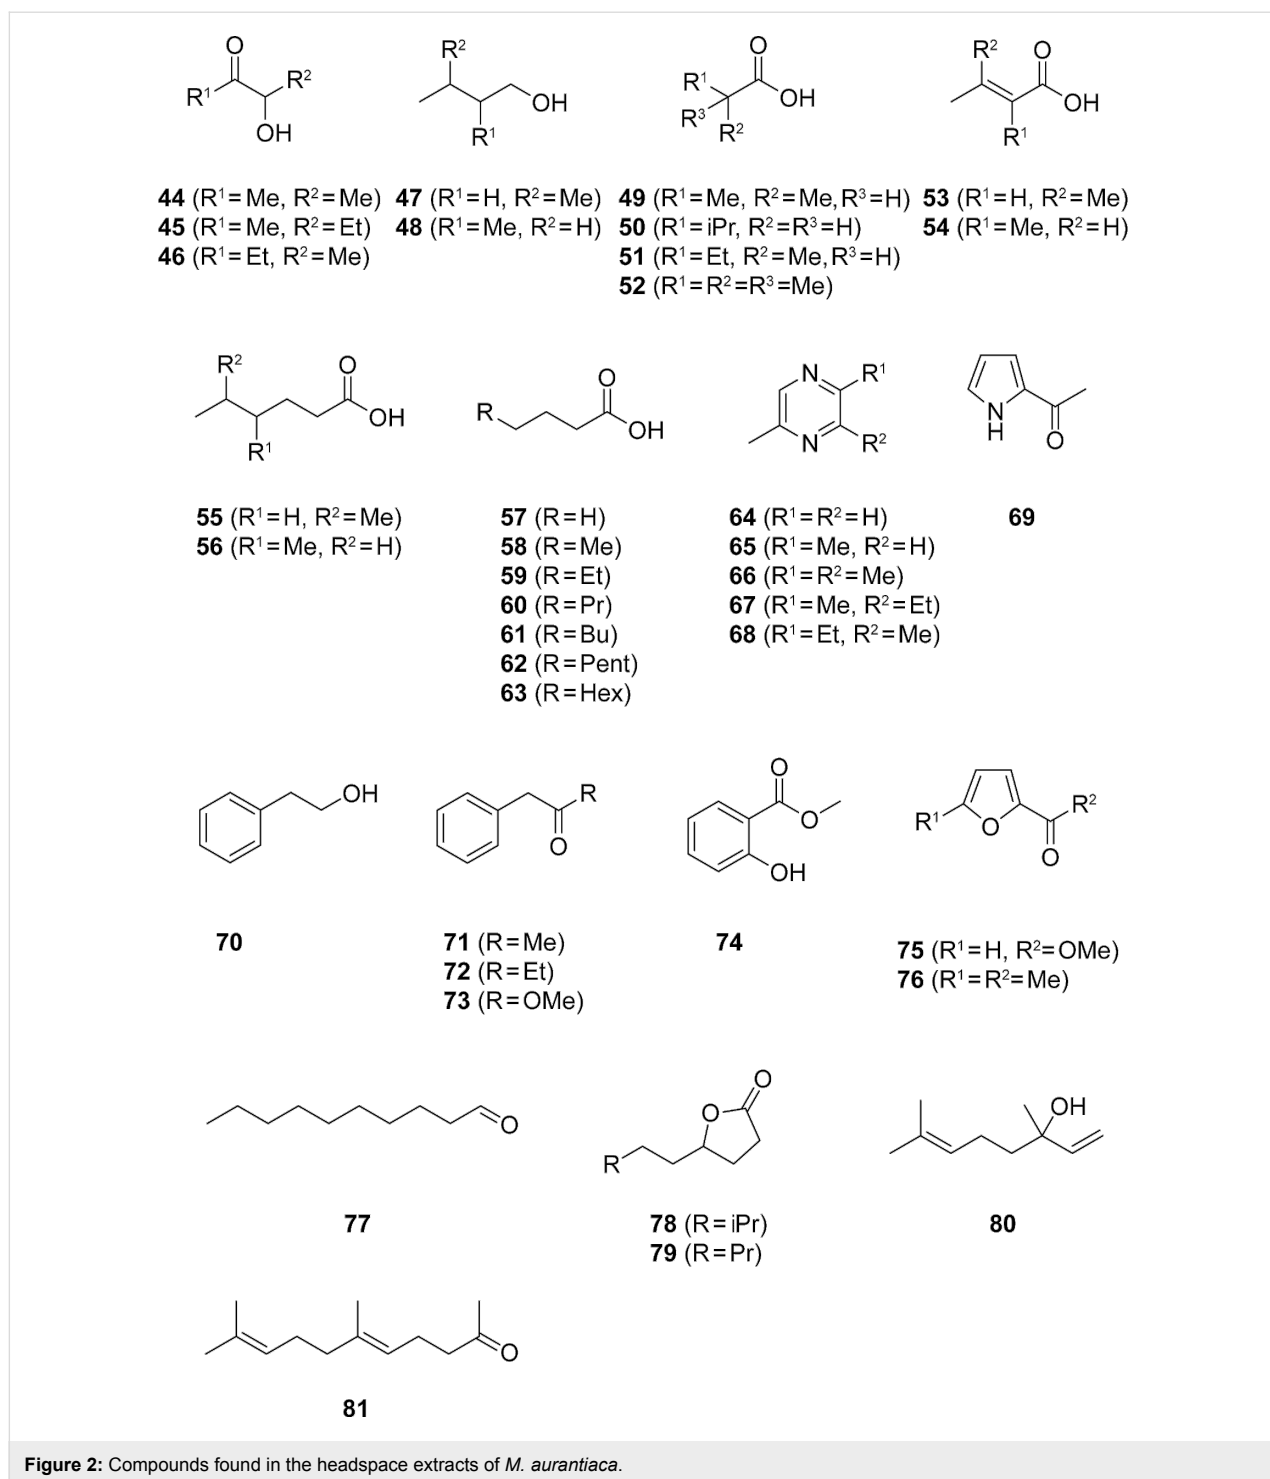 O R² R¹ OH
R² OH R¹
O R¹ R³ OH R²
R² O OH R¹
44 (R¹=Me, R²=Me)
45 (R¹=Me, R²=Et)
46 (R¹=Et, R²=Me)
47 (R¹=H, R²=Me)
48 (R¹=Me, R²=H)
49 (R¹=Me, R²=Me,R³=H)
50 (R¹=iPr, R²=R³=H)
51 (R¹=Et, R²=Me,R³=H)
52 (R¹=R²=R³=Me)
53 (R¹=H, R²=Me)
54 (R¹=Me, R²=H)
R² O OH R¹
R O OH
N R¹ N R²
N H O
55 (R¹=H, R²=Me)
56 (R¹=Me, R²=H)
57 (R=H)
58 (R=Me)
59 (R=Et)
60 (R=Pr)
61 (R=Bu)
62 (R=Pent)
63 (R=Hex)
64 (R¹=R²=H)
65 (R¹=Me, R²=H)
66 (R¹=R²=Me)
67 (R¹=Me, R²=Et)
68 (R¹=Et, R²=Me)
69
OH
R O
O O OH
R¹ O R² O
70
71 (R=Me)
72 (R=Et)
73 (R=OMe)
74
75 (R¹=H, R²=OMe)
76 (R¹=R²=Me)
O
O O R
OH
77
78 (R=iPr)
79 (R=Pr)
80
O
81
Figure 2: Compounds found in the headspace extracts of M. aurantiaca.